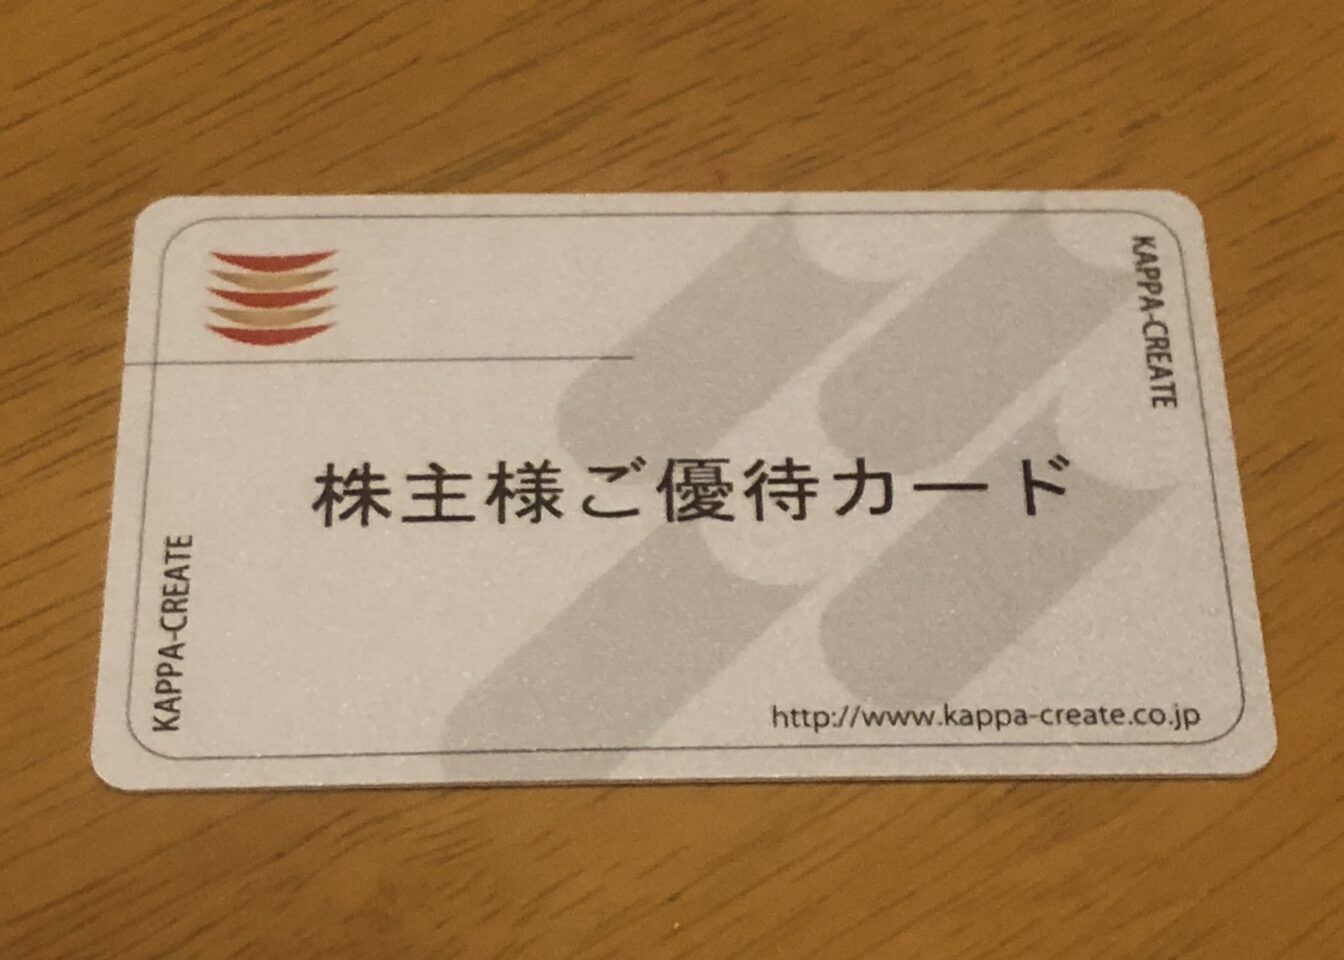 KAPPA-CREATE
株主様ご優待カード
KAPPA-CREATE
http://www.kappa-create.co.jp